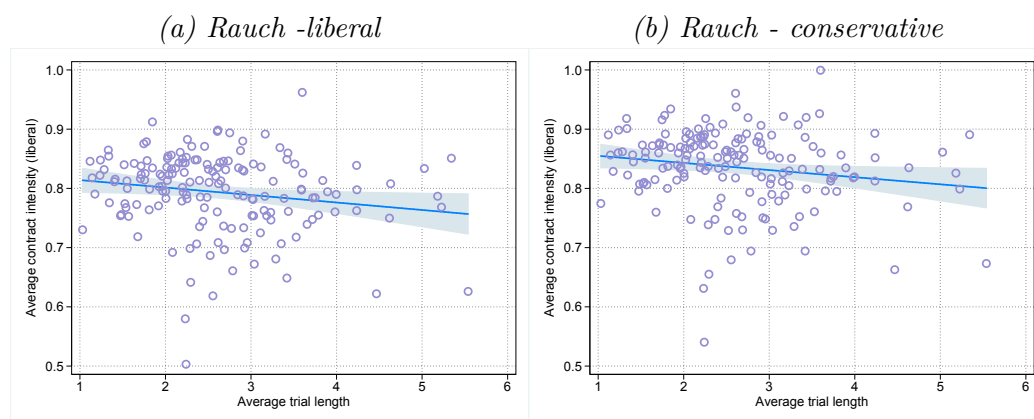 (a) Rauch -liberal
(b) Rauch - conservative
Average contract intensity (liberal)
1.0
0.9
0.8
0.7
0.6
0.5
1 2 3 4 5 6
Average trial length
Average contract intensity (liberal)
1.0
0.9
0.8
0.7
0.6
0.5
1 2 3 4 5 6
Average trial length